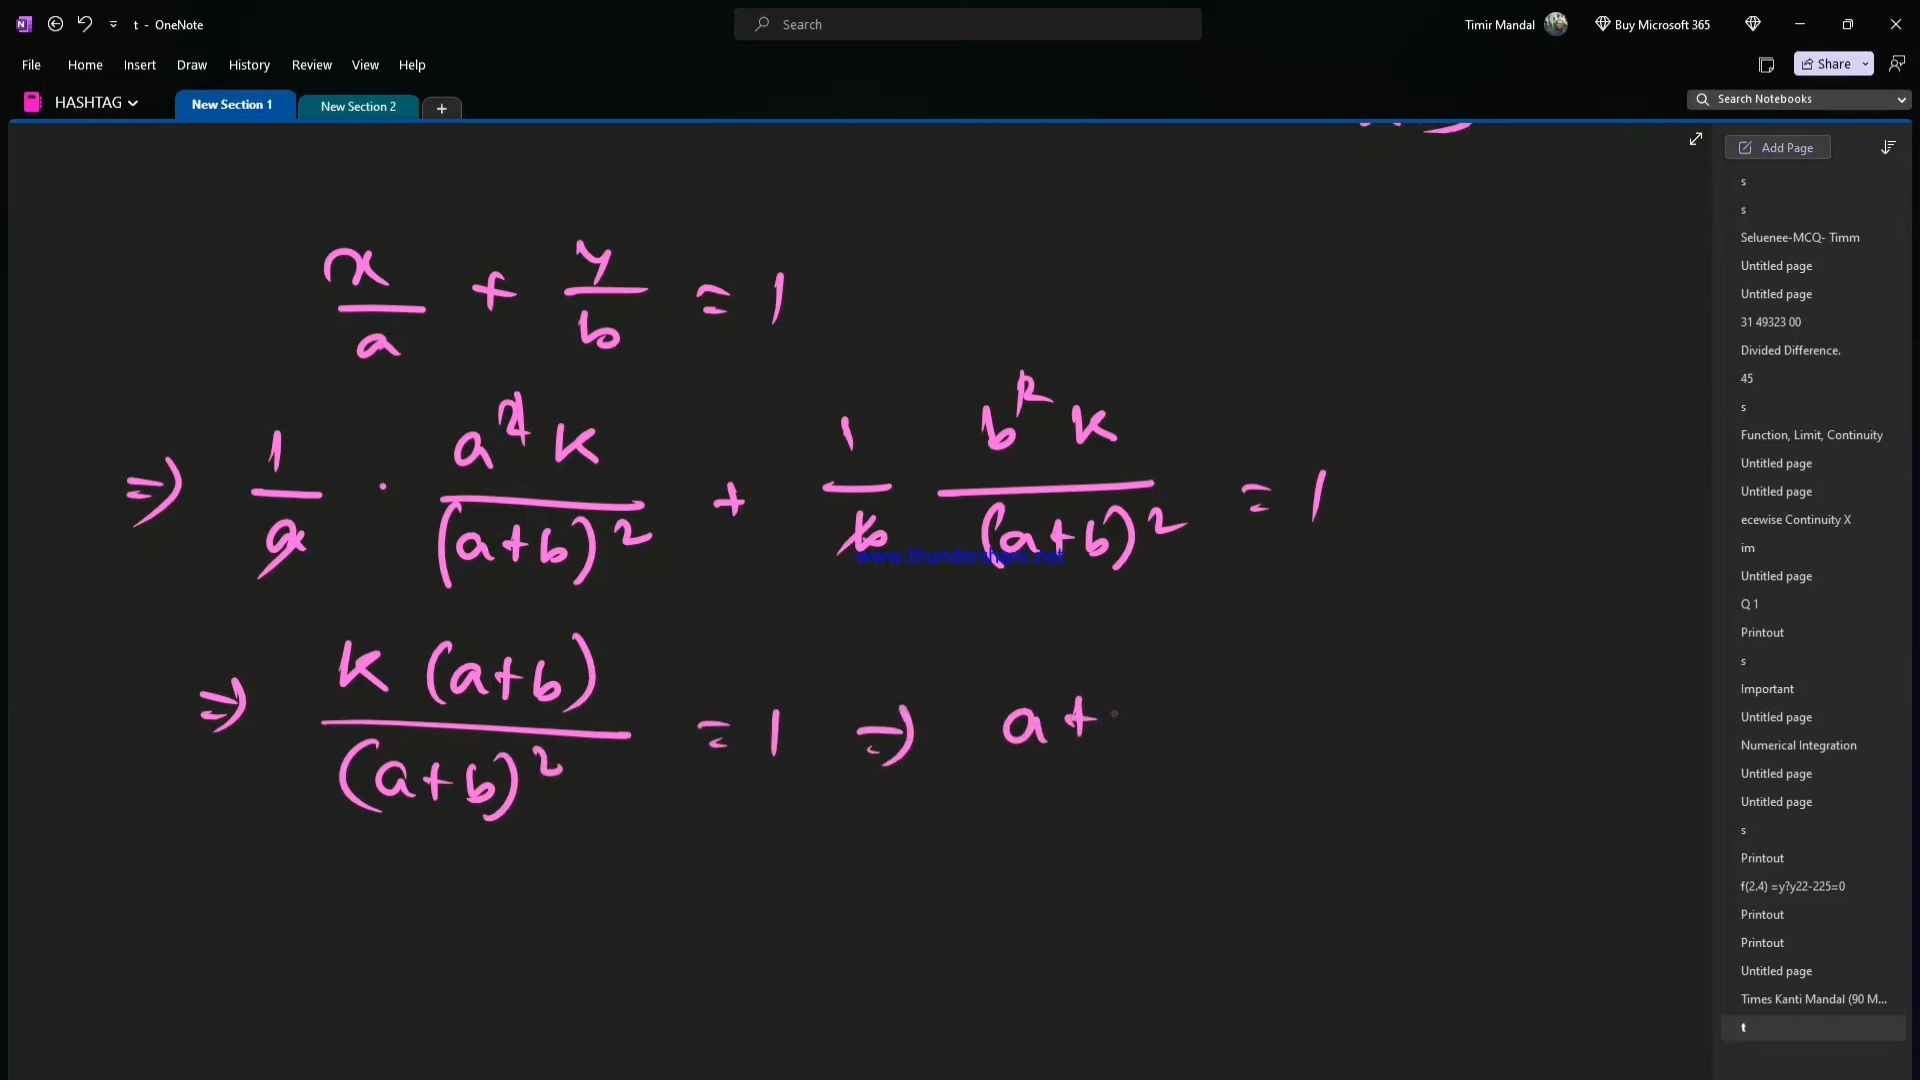 t - OneNote
Search
Timir Mandal
Buy Microsoft 365
File Home Insert Draw History Review View Help
Share
HASHTAG
New Section 1
New Section 2
+
Search Notebooks
Add Page
s
s
Seluenee-MCQ- Timm
Untitled page
Untitled page
31 49323 00
Divided Difference.
45
s
Function, Limit, Continuity
Untitled page
Untitled page
ecewise Continuity X
im
Untitled page
Q 1
Printout
s
Important
Untitled page
Numerical Integration
Untitled page
Untitled page
s
Printout
f(2.4) =y?y22-225=0
Printout
Printout
Untitled page
Times Kanti Mandal (90 M...
t
x/a + y/b = 1
⇒ 1/a · a² k/(a+b)² + 1/b b² k/(a+b)² = 1
www.thundershare.net
⇒ k (a+b)/(a+b)² = 1 ⇒ a +